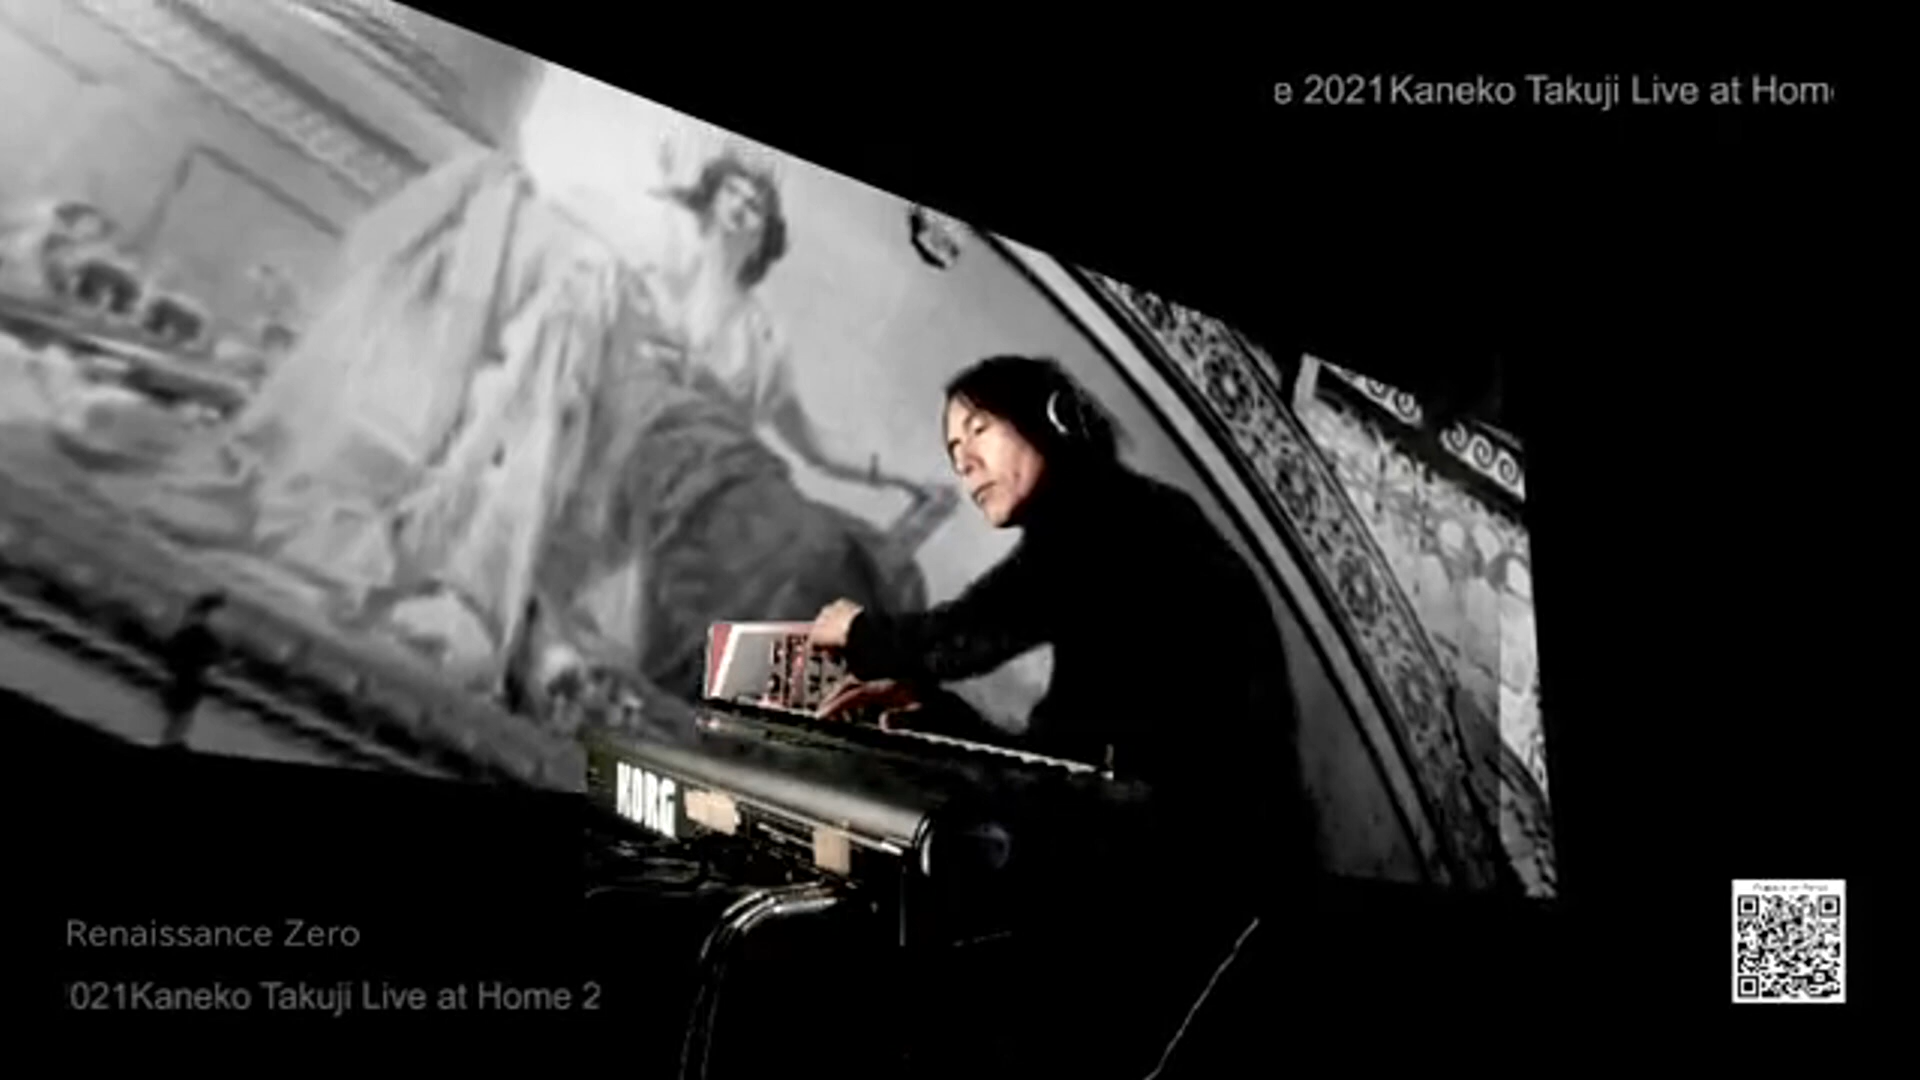 e 2021Kaneko Takuji Live at Hom
KORG
Renaissance Zero
021Kaneko Takuji Live at Home 2